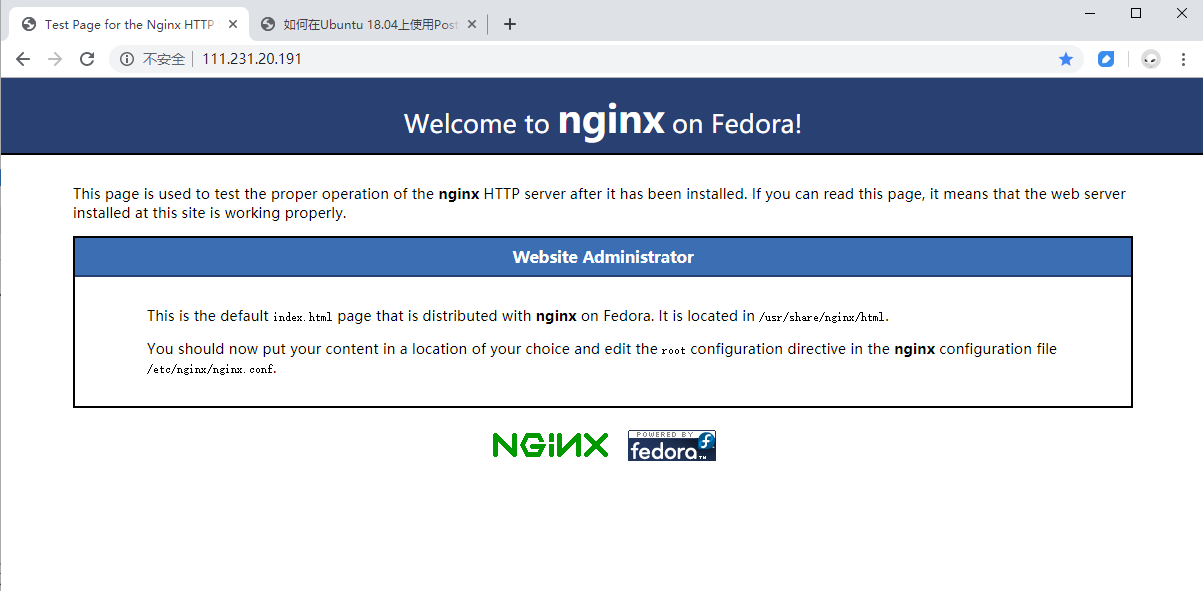 Test Page for the Nginx HTTP
如何在Ubuntu 18.04上使用Post
不安全 111.231.20.191
Welcome to nginx on Fedora!
This page is used to test the proper operation of the nginx HTTP server after it has been installed. If you can read this page, it means that the web server
installed at this site is working properly.
Website Administrator
This is the default index.html page that is distributed with nginx on Fedora. It is located in /usr/share/nginx/html.
You should now put your content in a location of your choice and edit the root configuration directive in the nginx configuration file
/etc/nginx/nginx.conf.
NGINX
POWERED BY
fedora™